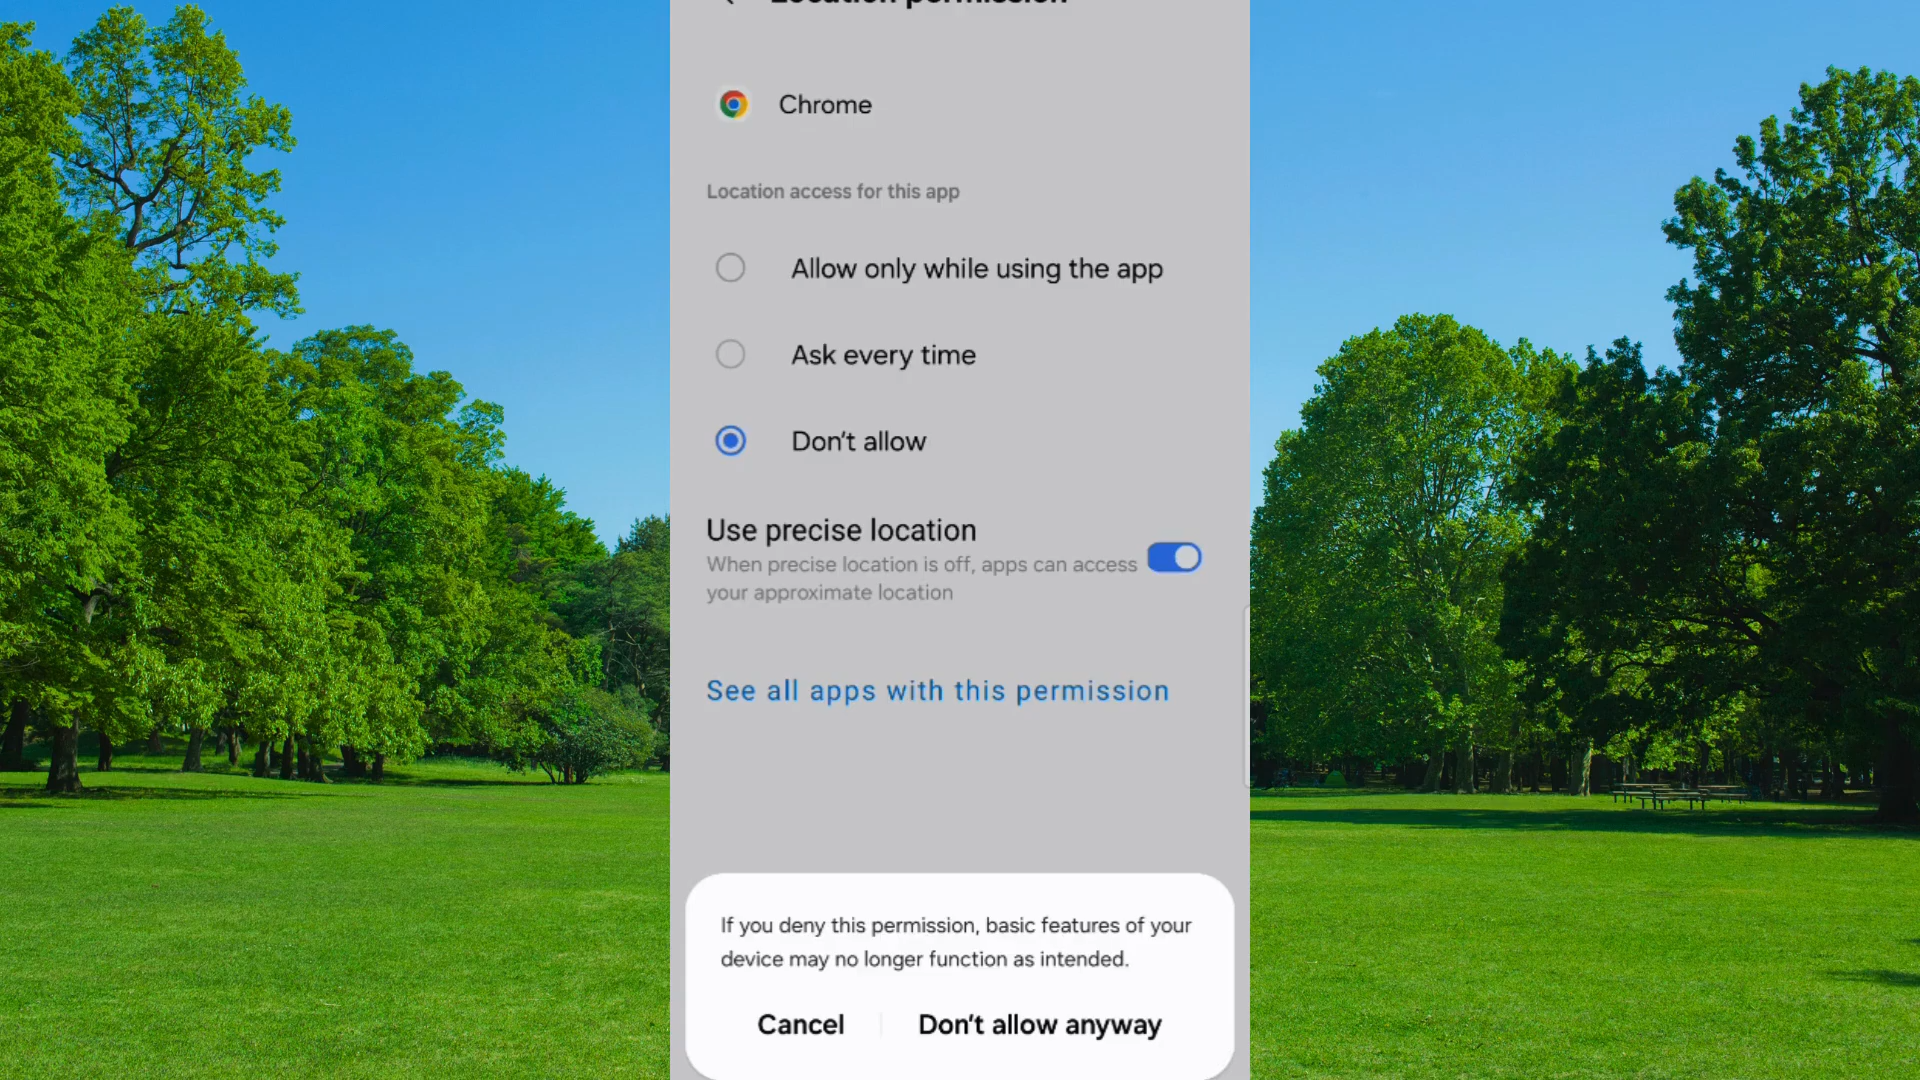 Location permission
Chrome
Location access for this app
Allow only while using the app
Ask every time
Don't allow
Use precise location
When precise location is off, apps can access
your approximate location
See all apps with this permission
If you deny this permission, basic features of your
device may no longer function as intended.
Cancel
Don't allow anyway